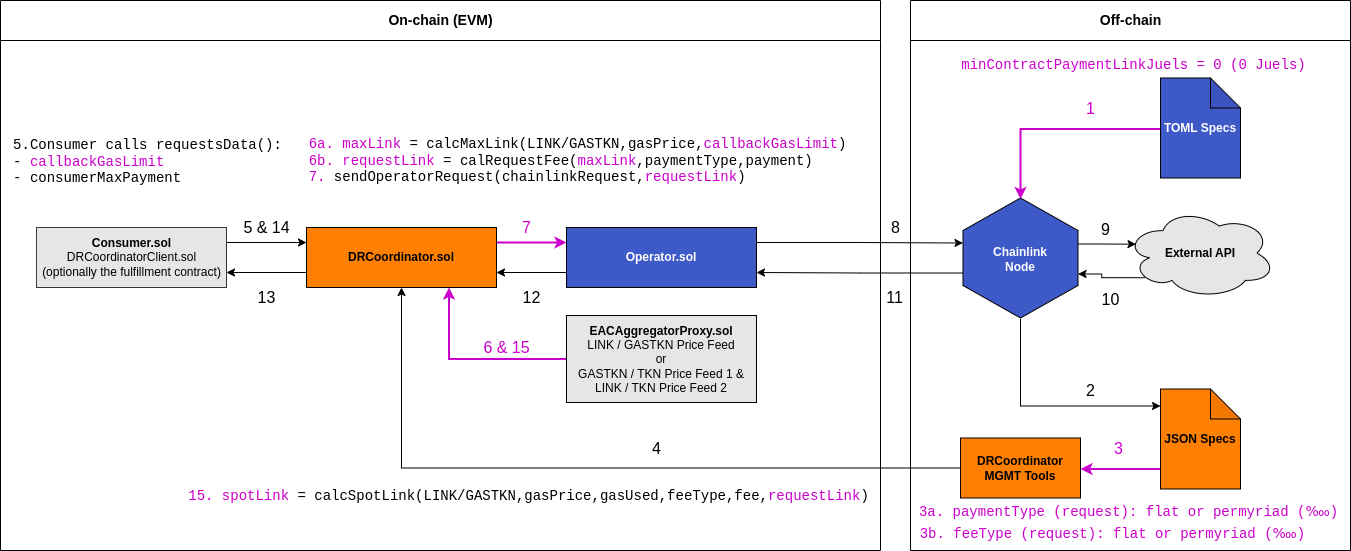 On-chain (EVM)
Off-chain
minContractPaymentLinkJuels = 0 (0 Juels)
1
TOML Specs
5.Consumer calls requestsData():
- callbackGasLimit
- consumerMaxPayment
6a. maxLink = calcMaxLink(LINK/GASTKN,gasPrice,callbackGasLimit)
6b. requestLink = calRequestFee(maxLink,paymentType,payment)
7. sendOperatorRequest(chainlinkRequest,requestLink)
5 & 14
7
8
9
Consumer.sol
DRCoordinatorClient.sol
(optionally the fulfillment contract)
DRCoordinator.sol
Operator.sol
Chainlink
Node
External API
13
12
11
10
6 & 15
EACAggregatorProxy.sol
LINK / GASTKN Price Feed
or
GASTKN / TKN Price Feed 1 &
LINK / TKN Price Feed 2
2
JSON Specs
4
3
DRCoordinator
MGMT Tools
15. spotLink = calcSpotLink(LINK/GASTKN,gasPrice,gasUsed,feeType,fee,requestLink)
3a. paymentType (request): flat or permyriad (‱)
3b. feeType (request): flat or permyriad (‱)